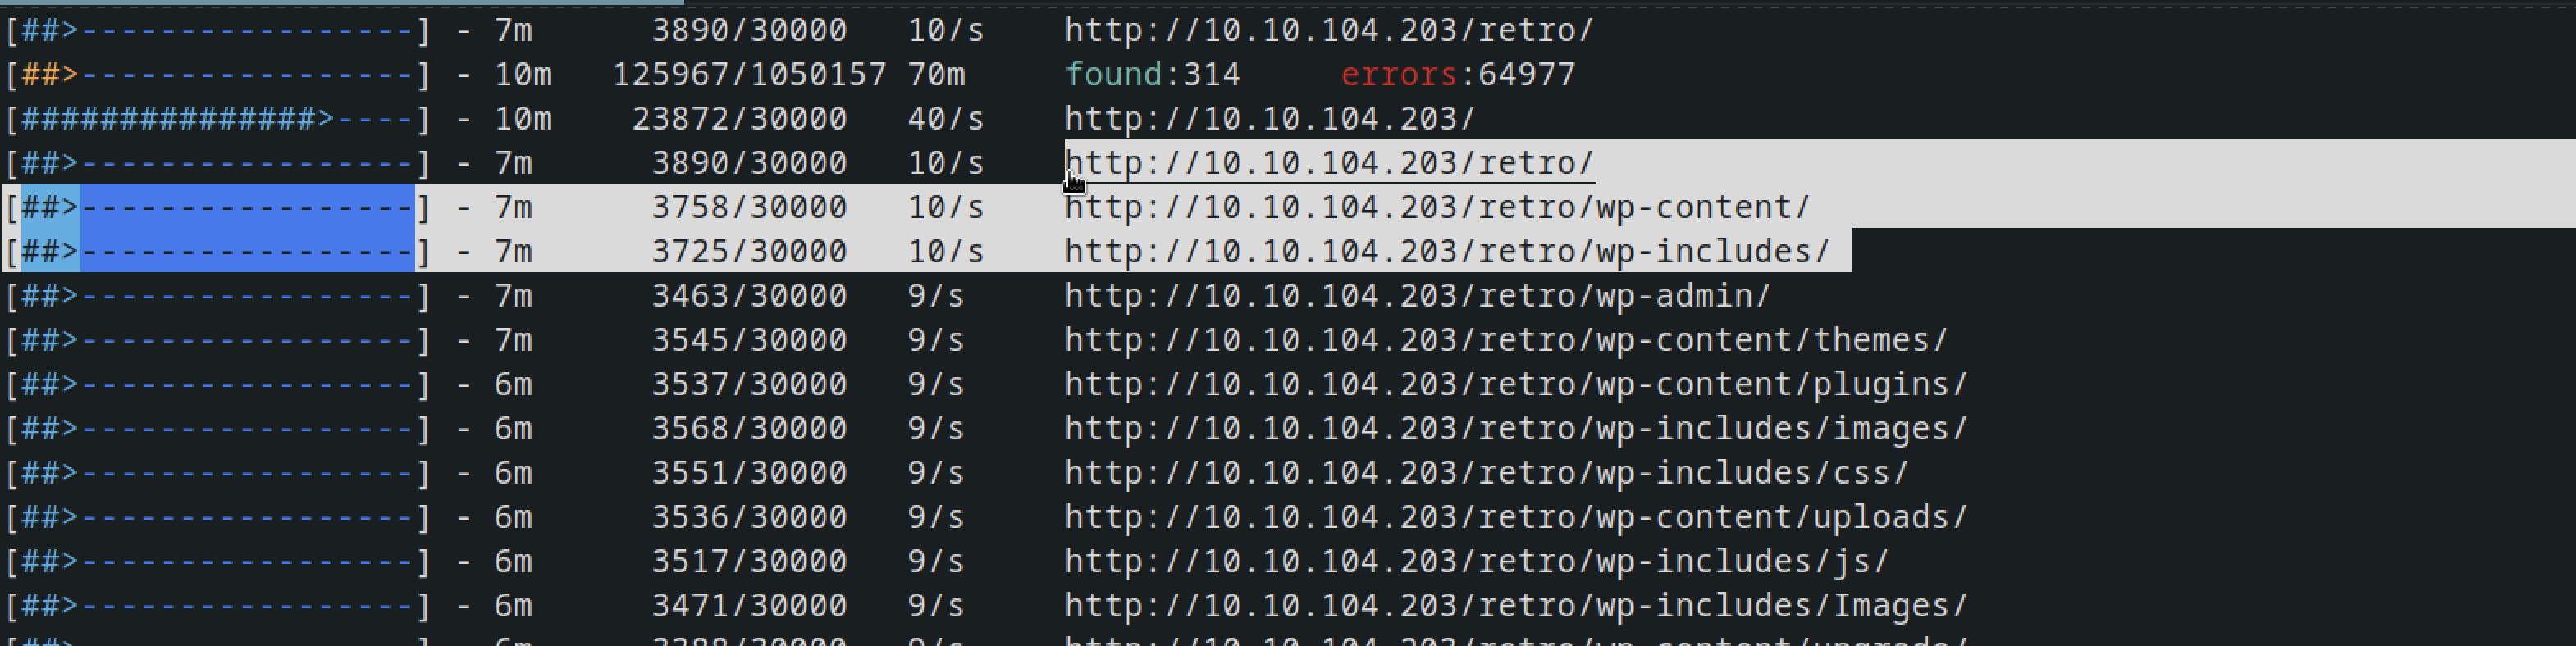 [##>-----------------] - 7m      3890/30000   10/s    http://10.10.104.203/retro/
[##>-----------------] - 10m   125967/1050157 70m     found:314     errors:64977
[###############>----] - 10m    23872/30000   40/s    http://10.10.104.203/
[##>-----------------] - 7m      3890/30000   10/s    http://10.10.104.203/retro/
[##>-----------------] - 7m      3758/30000   10/s    http://10.10.104.203/retro/wp-content/
[##>-----------------] - 7m      3725/30000   10/s    http://10.10.104.203/retro/wp-includes/
[##>-----------------] - 7m      3463/30000   9/s     http://10.10.104.203/retro/wp-admin/
[##>-----------------] - 7m      3545/30000   9/s     http://10.10.104.203/retro/wp-content/themes/
[##>-----------------] - 6m      3537/30000   9/s     http://10.10.104.203/retro/wp-content/plugins/
[##>-----------------] - 6m      3568/30000   9/s     http://10.10.104.203/retro/wp-includes/images/
[##>-----------------] - 6m      3551/30000   9/s     http://10.10.104.203/retro/wp-includes/css/
[##>-----------------] - 6m      3536/30000   9/s     http://10.10.104.203/retro/wp-content/uploads/
[##>-----------------] - 6m      3517/30000   9/s     http://10.10.104.203/retro/wp-includes/js/
[##>-----------------] - 6m      3471/30000   9/s     http://10.10.104.203/retro/wp-includes/Images/